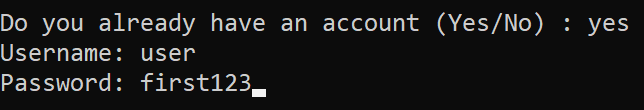 Do you already have an account (Yes/No) : yes
Username: user
Password: first123